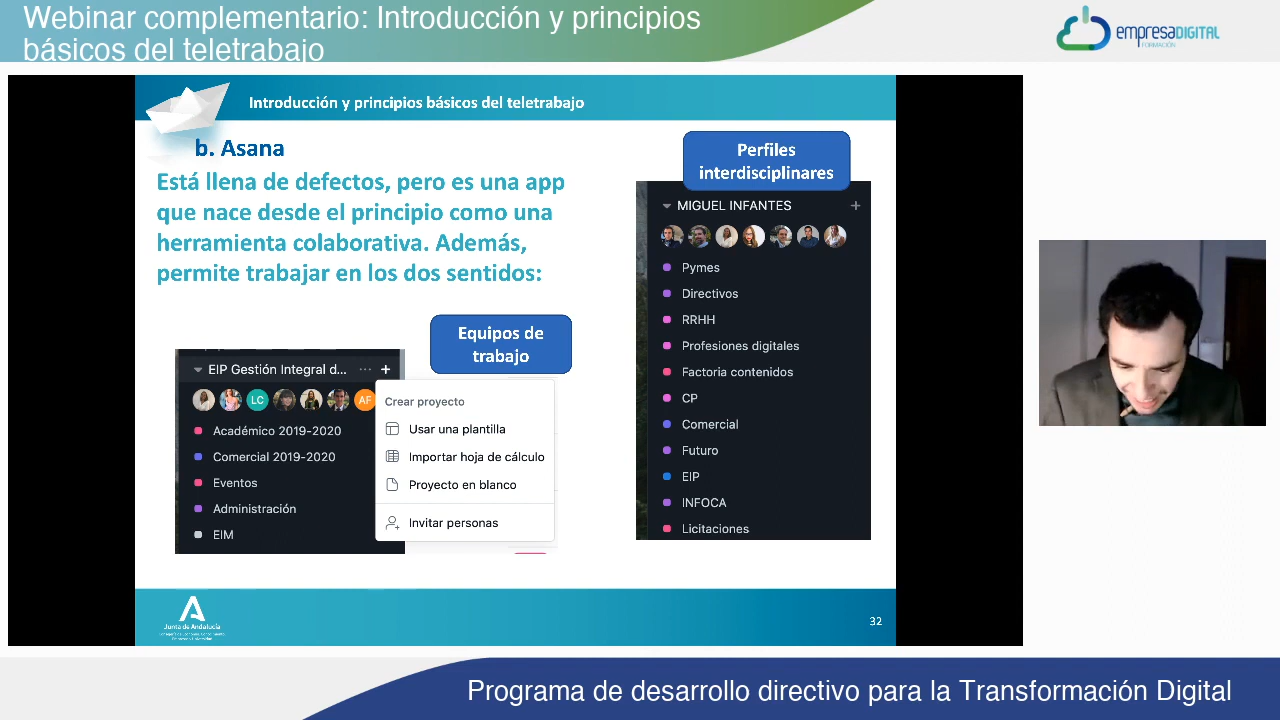 Webinar complementario: Introducción y principios
básicos del teletrabajo
empresaDIGITAL
FORMACIÓN
Introducción y principios básicos del teletrabajo
b. Asana
Está llena de defectos, pero es una app
que nace desde el principio como una
herramienta colaborativa. Además,
permite trabajar en los dos sentidos:
Equipos de
trabajo
EIP Gestión Integral d... ... +
LC
AF
Académico 2019-2020
Comercial 2019-2020
Eventos
Administración
EIM
Crear proyecto
Usar una plantilla
Importar hoja de cálculo
Proyecto en blanco
Invitar personas
Perfiles
interdisciplinares
MIGUEL INFANTES +
Pymes
Directivos
RRHH
Profesiones digitales
Factoria contenidos
CP
Comercial
Futuro
EIP
INFOCA
Licitaciones
Junta de Andalucía
32
Programa de desarrollo directivo para la Transformación Digital